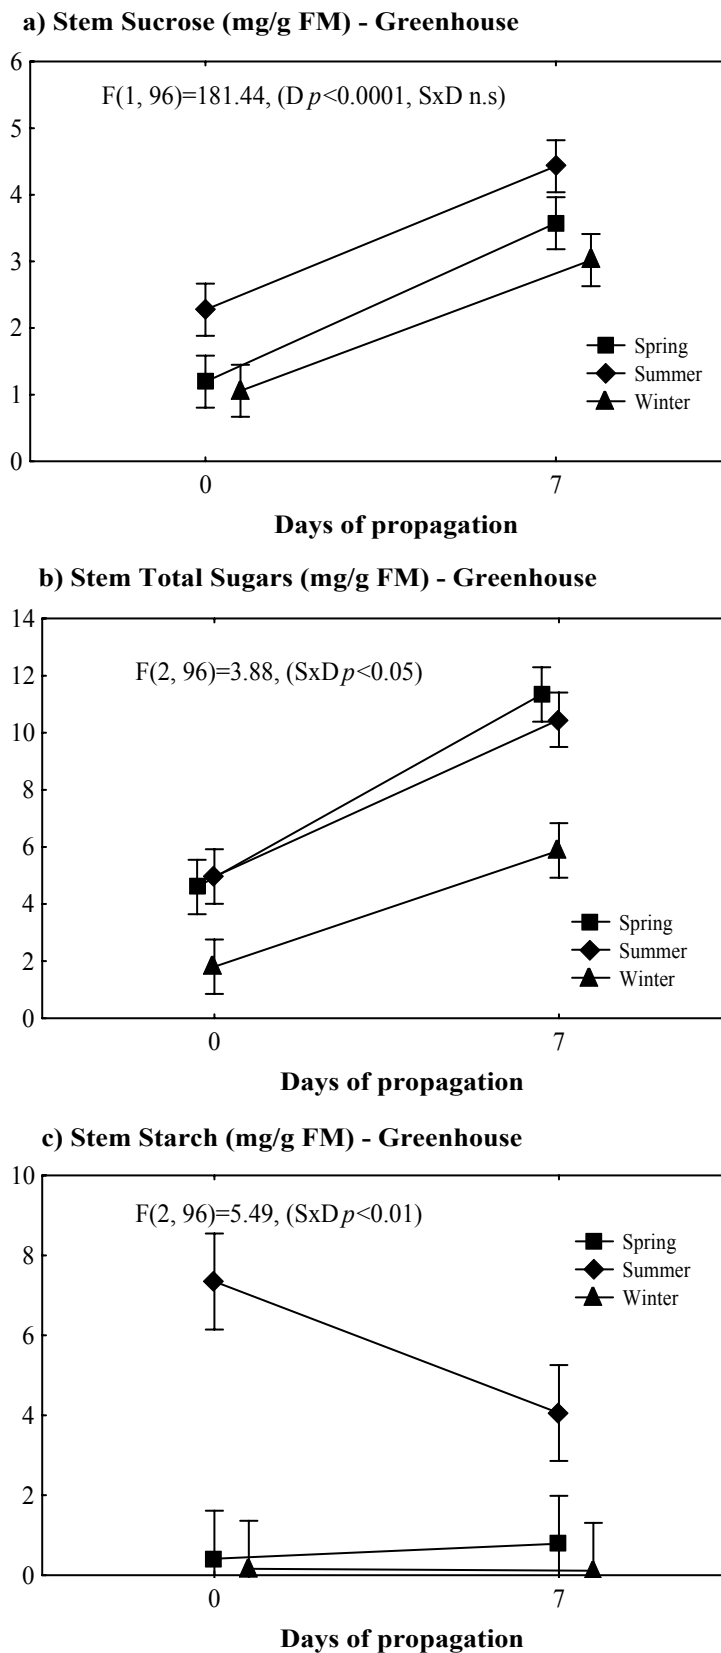 a) Stem Sucrose (mg/g FM) - Greenhouse
6
F(1, 96)=181.44, (D p<0.0001, SxD n.s)
5
4
3
Spring
2
Summer
1
Winter
0
0 7
Days of propagation
b) Stem Total Sugars (mg/g FM) - Greenhouse
14
12
F(2, 96)=3.88, (SxD p<0.05)
10
8
6
4
Spring
2
Summer
Winter
0
0 7
Days of propagation
c) Stem Starch (mg/g FM) - Greenhouse
10
F(2, 96)=5.49, (SxD p<0.01)
Spring
8
Summer
Winter
6
4
2
0
0 7
Days of propagation